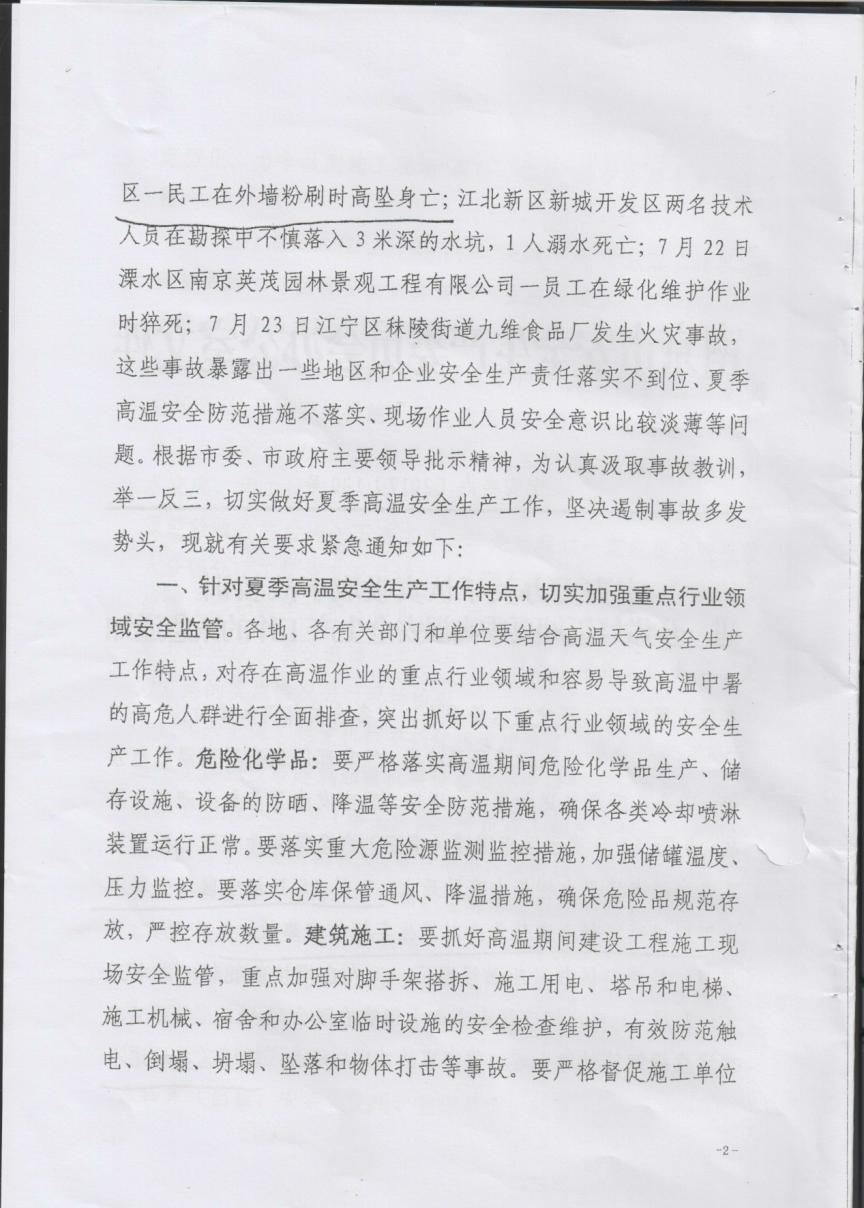 区一民工在外墙粉刷时高坠身亡；江北新区新城开发区两名技术
人员在勘探中不慎落入 3 米深的水坑，1 人溺水死亡；7 月 22 日
溧水区南京英茂园林景观工程有限公司一员工在绿化维护作业
时猝死；7 月 23 日江宁区秣陵街道九维食品厂发生火灾事故，
这些事故暴露出一些地区和企业安全生产责任落实不到位、夏季
高温安全防范措施不落实、现场作业人员安全意识比较淡薄等问
题。根据市委、市政府主要领导批示精神，为认真汲取事故教训，
举一反三，切实做好夏季高温安全生产工作，坚决遏制事故多发
势头，现就有关要求紧急通知如下：
一、针对夏季高温安全生产工作特点，切实加强重点行业领
域安全监管。各地、各有关部门和单位要结合高温天气安全生产
工作特点，对存在高温作业的重点行业领域和容易导致高温中暑
的高危人群进行全面排查，突出抓好以下重点行业领域的安全生
产工作。危险化学品：要严格落实高温期间危险化学品生产、储
存设施、设备的防晒、降温等安全防范措施，确保各类冷却喷淋
装置运行正常。要落实重大危险源监测监控措施，加强储罐温度、
压力监控。要落实仓库保管通风、降温措施，确保危险品规范存
放，严控存放数量。建筑施工：要抓好高温期间建设工程施工现
场安全监管，重点加强对脚手架搭拆、施工用电、塔吊和电梯、
施工机械、宿舍和办公室临时设施的安全检查维护，有效防范触
电、倒塌、坍塌、坠落和物体打击等事故。要严格督促施工单位
-2-